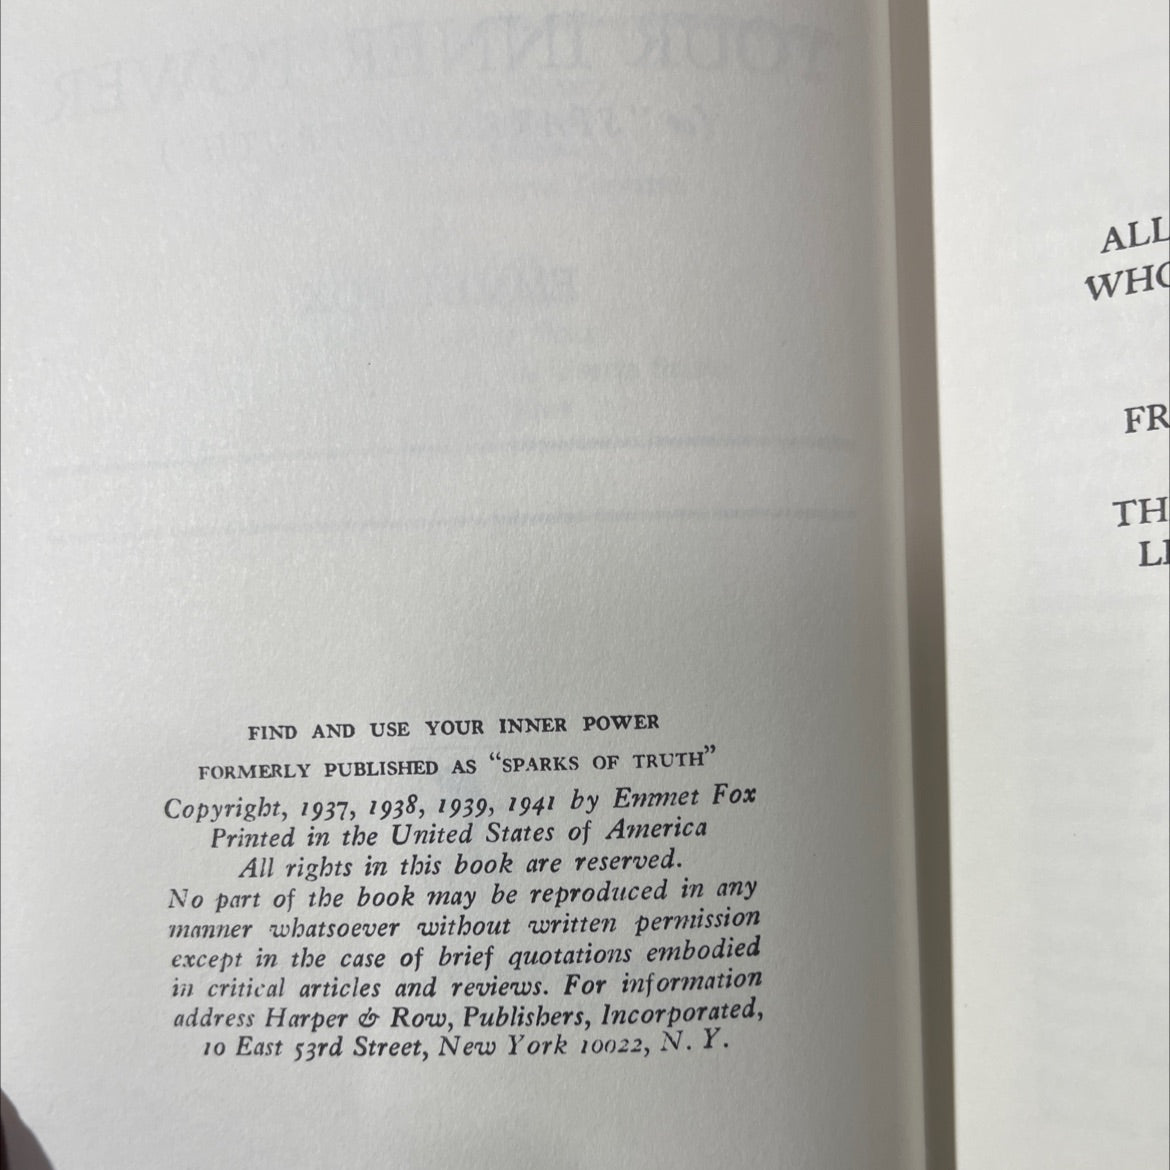 FIND AND USE YOUR INNER POWER
FORMERLY PUBLISHED AS "SPARKS OF TRUTH"
Copyright, 1937, 1938, 1939, 1941 by Emmet Fox
Printed in the United States of America
All rights in this book are reserved.
No part of the book may be reproduced in any
manner whatsoever without written permission
except in the case of brief quotations embodied
in critical articles and reviews. For information
address Harper & Row, Publishers, Incorporated,
10 East 53rd Street, New York 10022, N. Y.
ALL
WHO
FR
TH